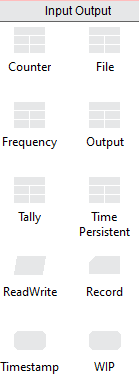 Input Output
Counter
File
Frequency
Output
Tally
Time
Persistent
ReadWrite
Record
Timestamp
WIP